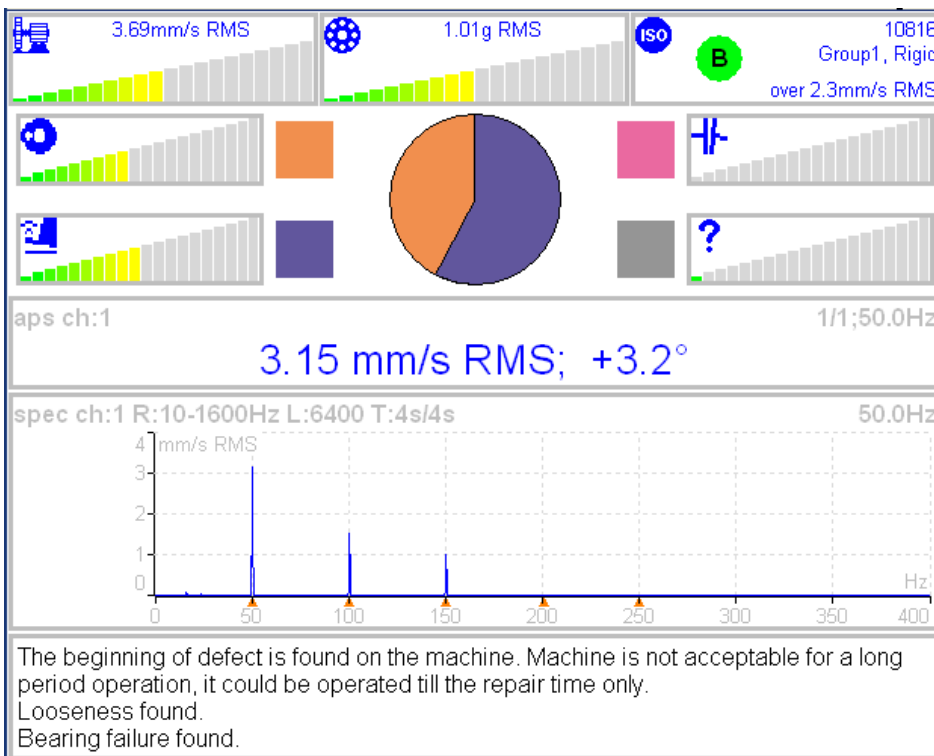 3.69mm/s RMS
1.01g RMS
ISO
10816
B
Group1, Rigid
over 2.3mm/s RMS
?
aps ch:1
1/1;50.0Hz
3.15 mm/s RMS; +3.2°
spec ch:1 R:10-1600Hz L:6400 T:4s/4s
50.0Hz
4 mm/s RMS
3
2
1
0
Hz
0 50 100 150 200 250 300 350 400
The beginning of defect is found on the machine. Machine is not acceptable for a long
period operation, it could be operated till the repair time only.
Looseness found.
Bearing failure found.